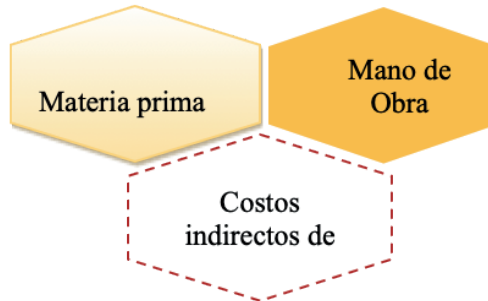 Materia prima
Mano de
Obra
Costos
indirectos de